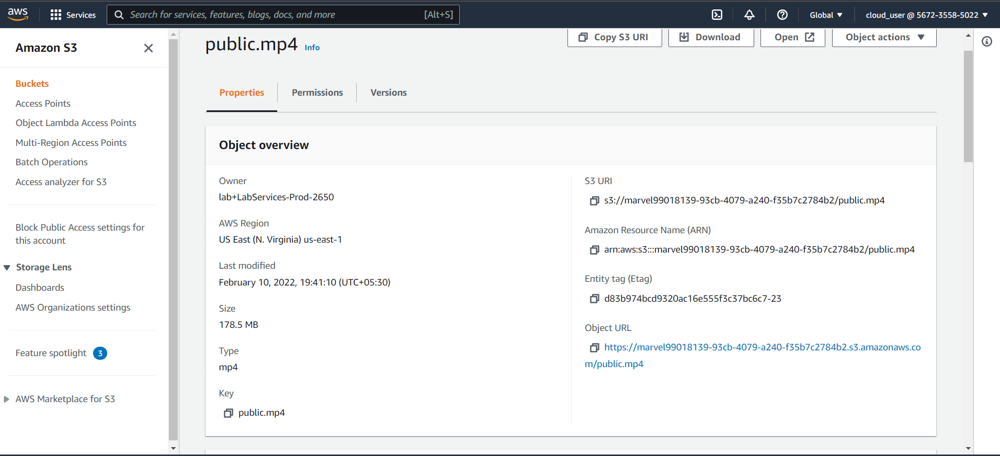 aws
Services
Search for services, features, blogs, docs, and more
[Alt+S]
Global
cloud_user @ 5672-3558-5022
Amazon S3
Buckets
Access Points
Object Lambda Access Points
Multi-Region Access Points
Batch Operations
Access analyzer for S3
Block Public Access settings for
this account
Storage Lens
Dashboards
AWS Organizations settings
Feature spotlight 3
AWS Marketplace for S3
public.mp4 Info
Copy S3 URI
Download
Open
Object actions
Properties
Permissions
Versions
Object overview
Owner
lab+LabServices-Prod-2650
AWS Region
US East (N. Virginia) us-east-1
Last modified
February 10, 2022, 19:41:10 (UTC+05:30)
Size
178.5 MB
Type
mp4
Key
public.mp4
S3 URI
s3://marvel99018139-93cb-4079-a240-f35b7c2784b2/public.mp4
Amazon Resource Name (ARN)
arn:aws:s3:::marvel99018139-93cb-4079-a240-f35b7c2784b2/public.mp4
Entity tag (Etag)
d83b974bcd9320ac16e555f3c37bc6c7-23
Object URL
https://marvel99018139-93cb-4079-a240-f35b7c2784b2.s3.amazonaws.co
m/public.mp4